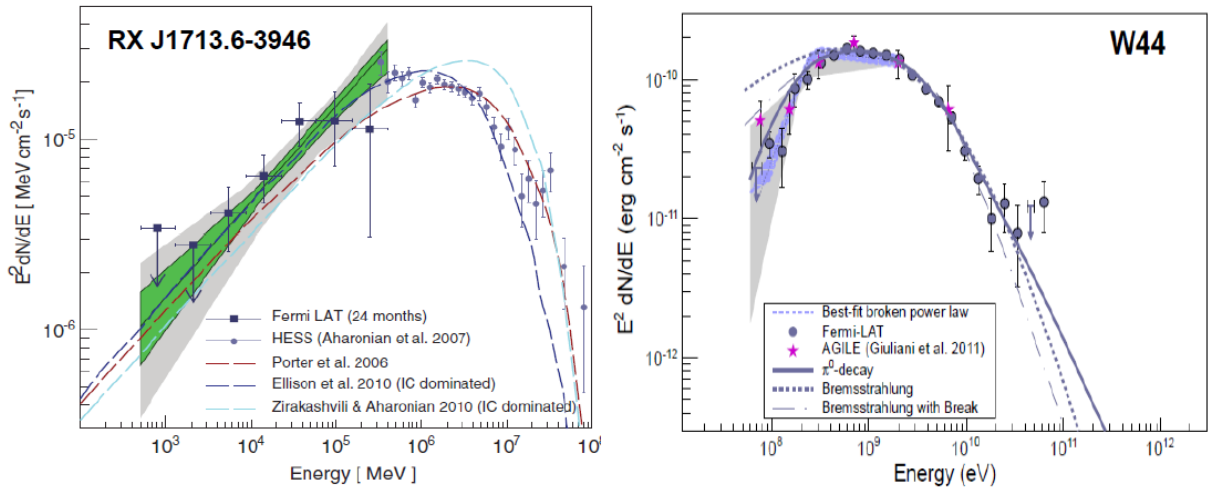 RX J1713.6-3946
E²dN/dE [ MeV cm⁻² s⁻¹]
10⁻⁵
10⁻⁶
Fermi LAT (24 months)
HESS (Aharonian et al. 2007)
Porter et al. 2006
Ellison et al. 2010 (IC dominated)
Zirakashvili & Aharonian 2010 (IC dominated)
10³
10⁴
10⁵
10⁶
10⁷
Energy [ MeV]
W44
E² dN/dE (erg cm⁻² s⁻¹)
10⁻¹⁰
10⁻¹¹
10⁻¹²
Best-fit broken power law
Fermi-LAT
AGILE (Giuliani et al. 2011)
π⁰-decay
Bremsstrahlung
Bremsstrahlung with Break
10⁸
10⁹
10¹⁰
10¹¹
10¹²
Energy (eV)